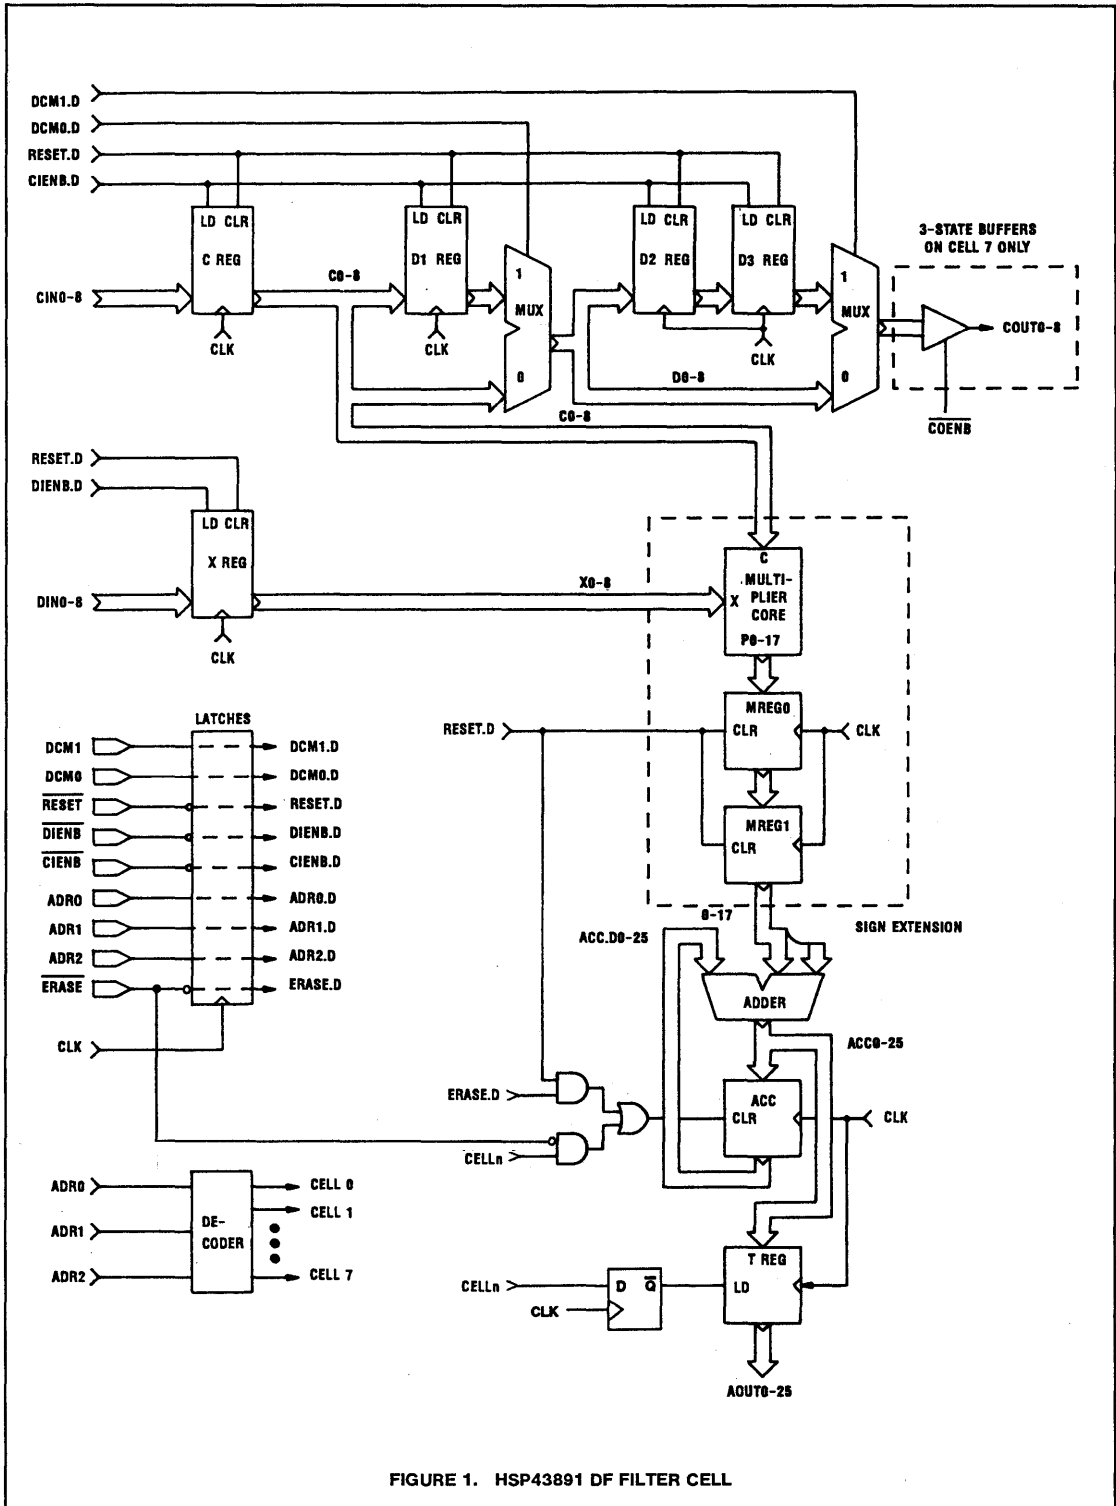 DCM1.D
DCM0.D
RESET.D
CIENB.D
LD CLR
C REG
CLK
CIN0-8
C0-8
LD CLR
D1 REG
CLK
1
MUX
0
LD CLR
D2 REG
LD CLR
D3 REG
CLK
D0-8
C0-8
1
MUX
0
3-STATE BUFFERS
ON CELL 7 ONLY
COUT0-8
COENB
RESET.D
DIENB.D
LD CLR
X REG
DIN0-8
CLK
X0-8
C
X
MULTI-
PLIER
CORE
P0-17
MREG0
CLR
CLK
RESET.D
MREG1
CLR
0-17
SIGN EXTENSION
LATCHES
DCM1
DCM1.D
DCM0
DCM0.D
RESET
RESET.D
DIENB
DIENB.D
CIENB
CIENB.D
ADR0
ADR0.D
ADR1
ADR1.D
ADR2
ADR2.D
ERASE
ERASE.D
CLK
ACC.D0-25
ADDER
ACC0-25
ACC
CLR
CLK
ERASE.D
CELLn
ADR0
ADR1
ADR2
DE-
CODER
CELL 0
CELL 1
CELL 7
CELLn
CLK
D Q
T REG
LD
AOUT0-25
FIGURE 1. HSP43891 DF FILTER CELL